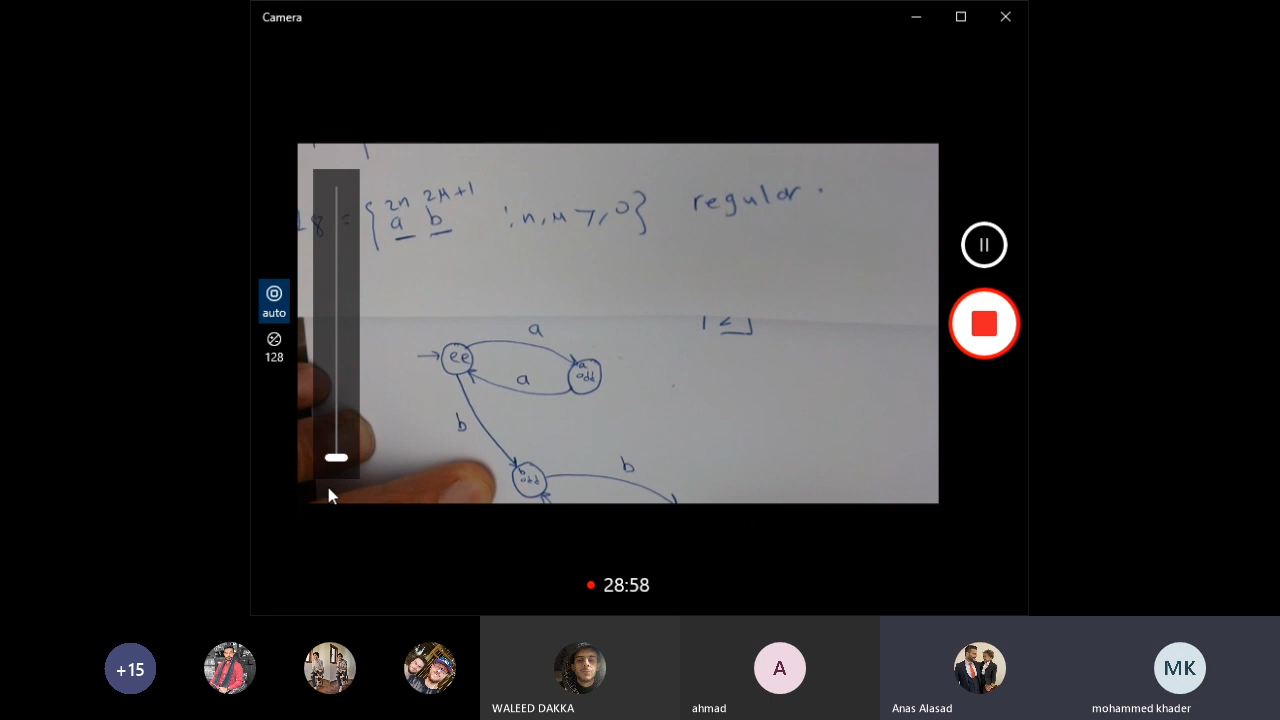 Camera
L8 = { a^2n b^2M+1 : n, M ≥ 0 } regular.
a
ee
a
odd
a
auto
128
b
b
odd
b
28:58
+15
A
MK
WALEED DAKKA
ahmad
Anas Alasad
mohammed khader